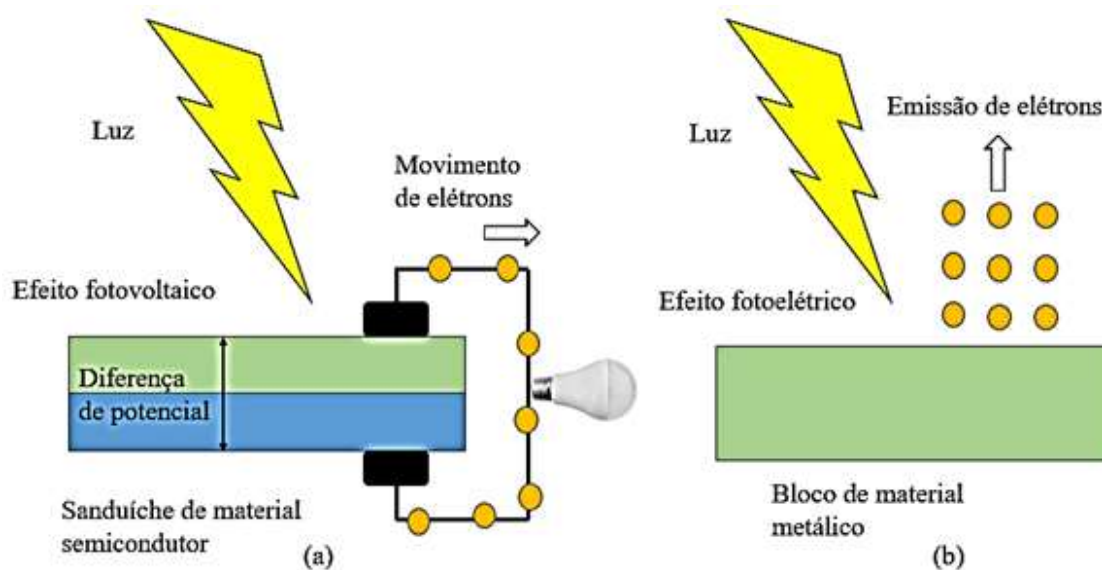 Luz
Movimento
de elétrons
Efeito fotovoltaico
Diferença
de potencial
Sanduíche de material
semicondutor
(a)
Luz
Emissão de elétrons
Efeito fotoelétrico
Bloco de material
metálico
(b)